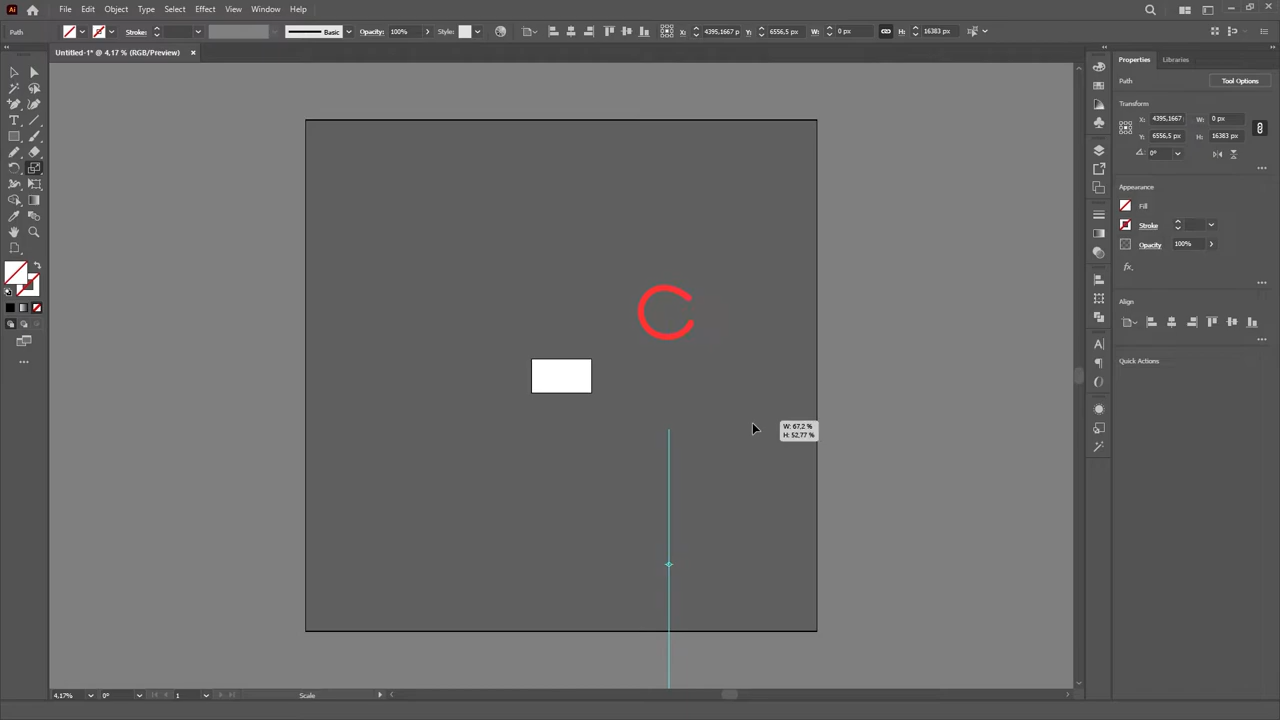 Ai File Edit Object Type Select Effect View Window Help
Path Stroke: Basic Opacity: 100% Style: X: 4395,1667 p Y: 6556,5 px W: 0 px H: 16383 px
Untitled-1* @ 4,17 % (RGB/Preview) ×
Properties Libraries
Path Tool Options
Transform
X: 4395,1667 W: 0 px
Y: 6556,5 px H: 16383 px
0°
Appearance
Fill
Stroke
Opacity 100%
fx.
Align
Quick Actions
W: 67,2 %
H: 52,77 %
4,17% 0° 1 Scale